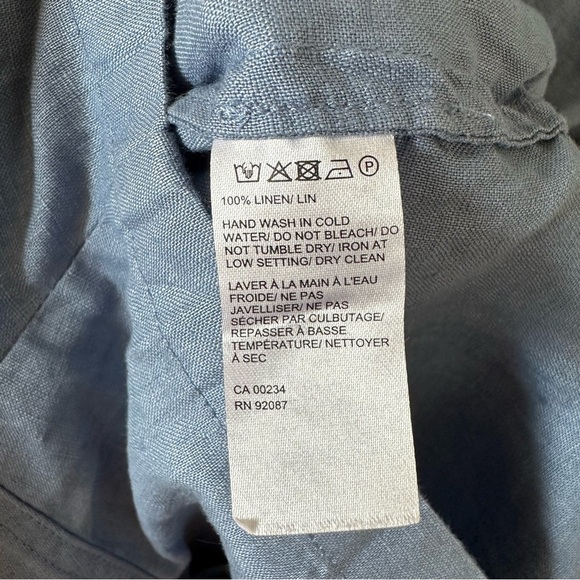 P
100% LINEN/ LIN
HAND WASH IN COLD
WATER/ DO NOT BLEACH/ DO
NOT TUMBLE DRY/ IRON AT
LOW SETTING/ DRY CLEAN
LAVER À LA MAIN À L'EAU
FROIDE/ NE PAS
JAVELLISER/ NE PAS
SÉCHER PAR CULBUTAGE/
REPASSER À BASSE
TEMPÉRATURE/ NETTOYER
À SEC
CA 00234
RN 92087